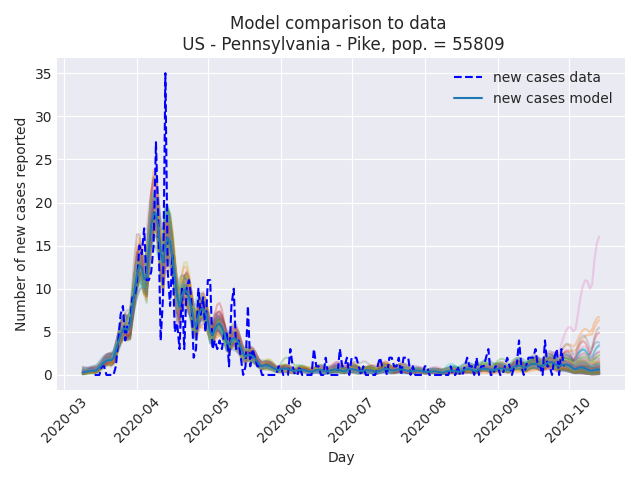 Model comparison to data
US - Pennsylvania - Pike, pop. = 55809
new cases data
new cases model
Number of new cases reported
35
30
25
20
15
10
5
0
2020-03
2020-04
2020-05
2020-06
2020-07
2020-08
2020-09
2020-10
Day